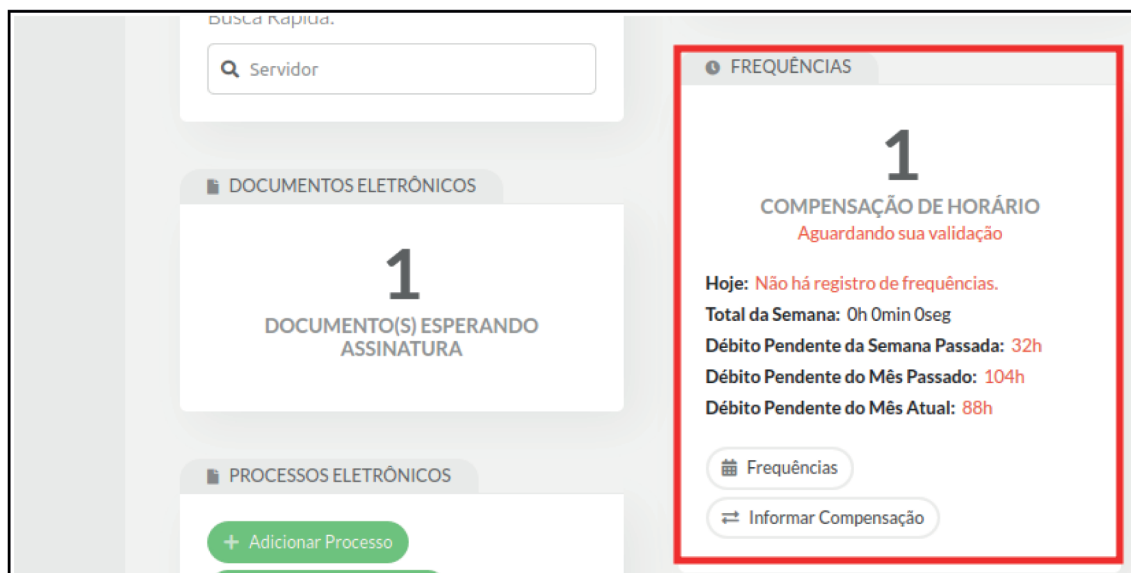 Busca Rápida:
Servidor
DOCUMENTOS ELETRÔNICOS
1
DOCUMENTO(S) ESPERANDO
ASSINATURA
PROCESSOS ELETRÔNICOS
+ Adicionar Processo
FREQUÊNCIAS
1
COMPENSAÇÃO DE HORÁRIO
Aguardando sua validação
Hoje: Não há registro de frequências.
Total da Semana: 0h 0min 0seg
Débito Pendente da Semana Passada: 32h
Débito Pendente do Mês Passado: 104h
Débito Pendente do Mês Atual: 88h
Frequências
Informar Compensação